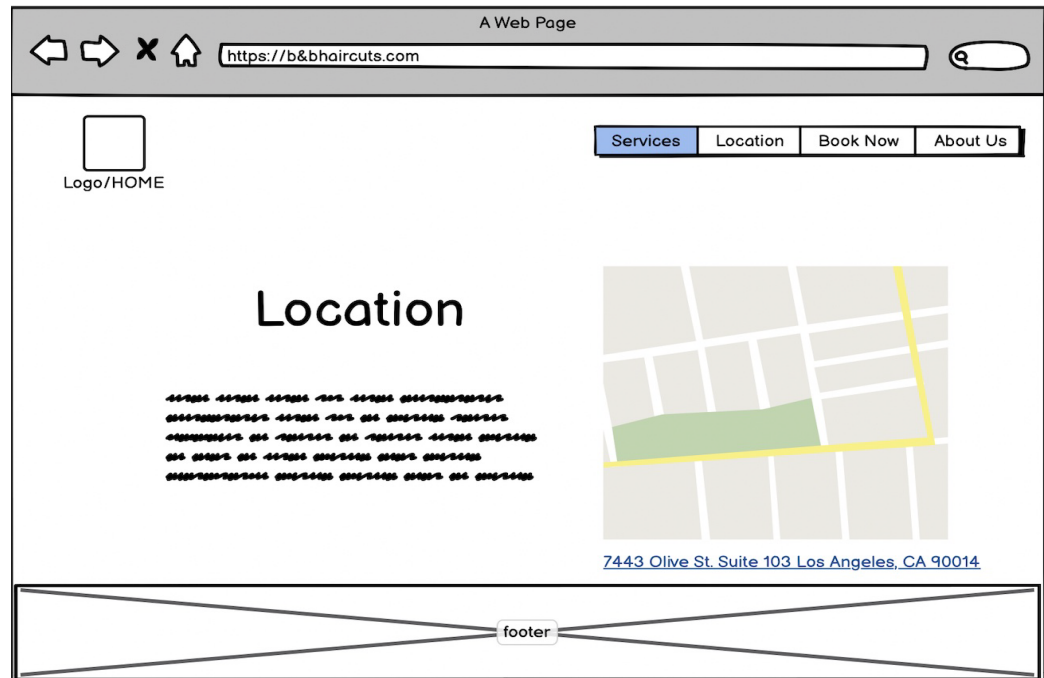 A Web Page
https://b&bhaircuts.com
Services Location Book Now About Us
Logo/HOME
Location
7443 Olive St. Suite 103 Los Angeles, CA 90014
footer